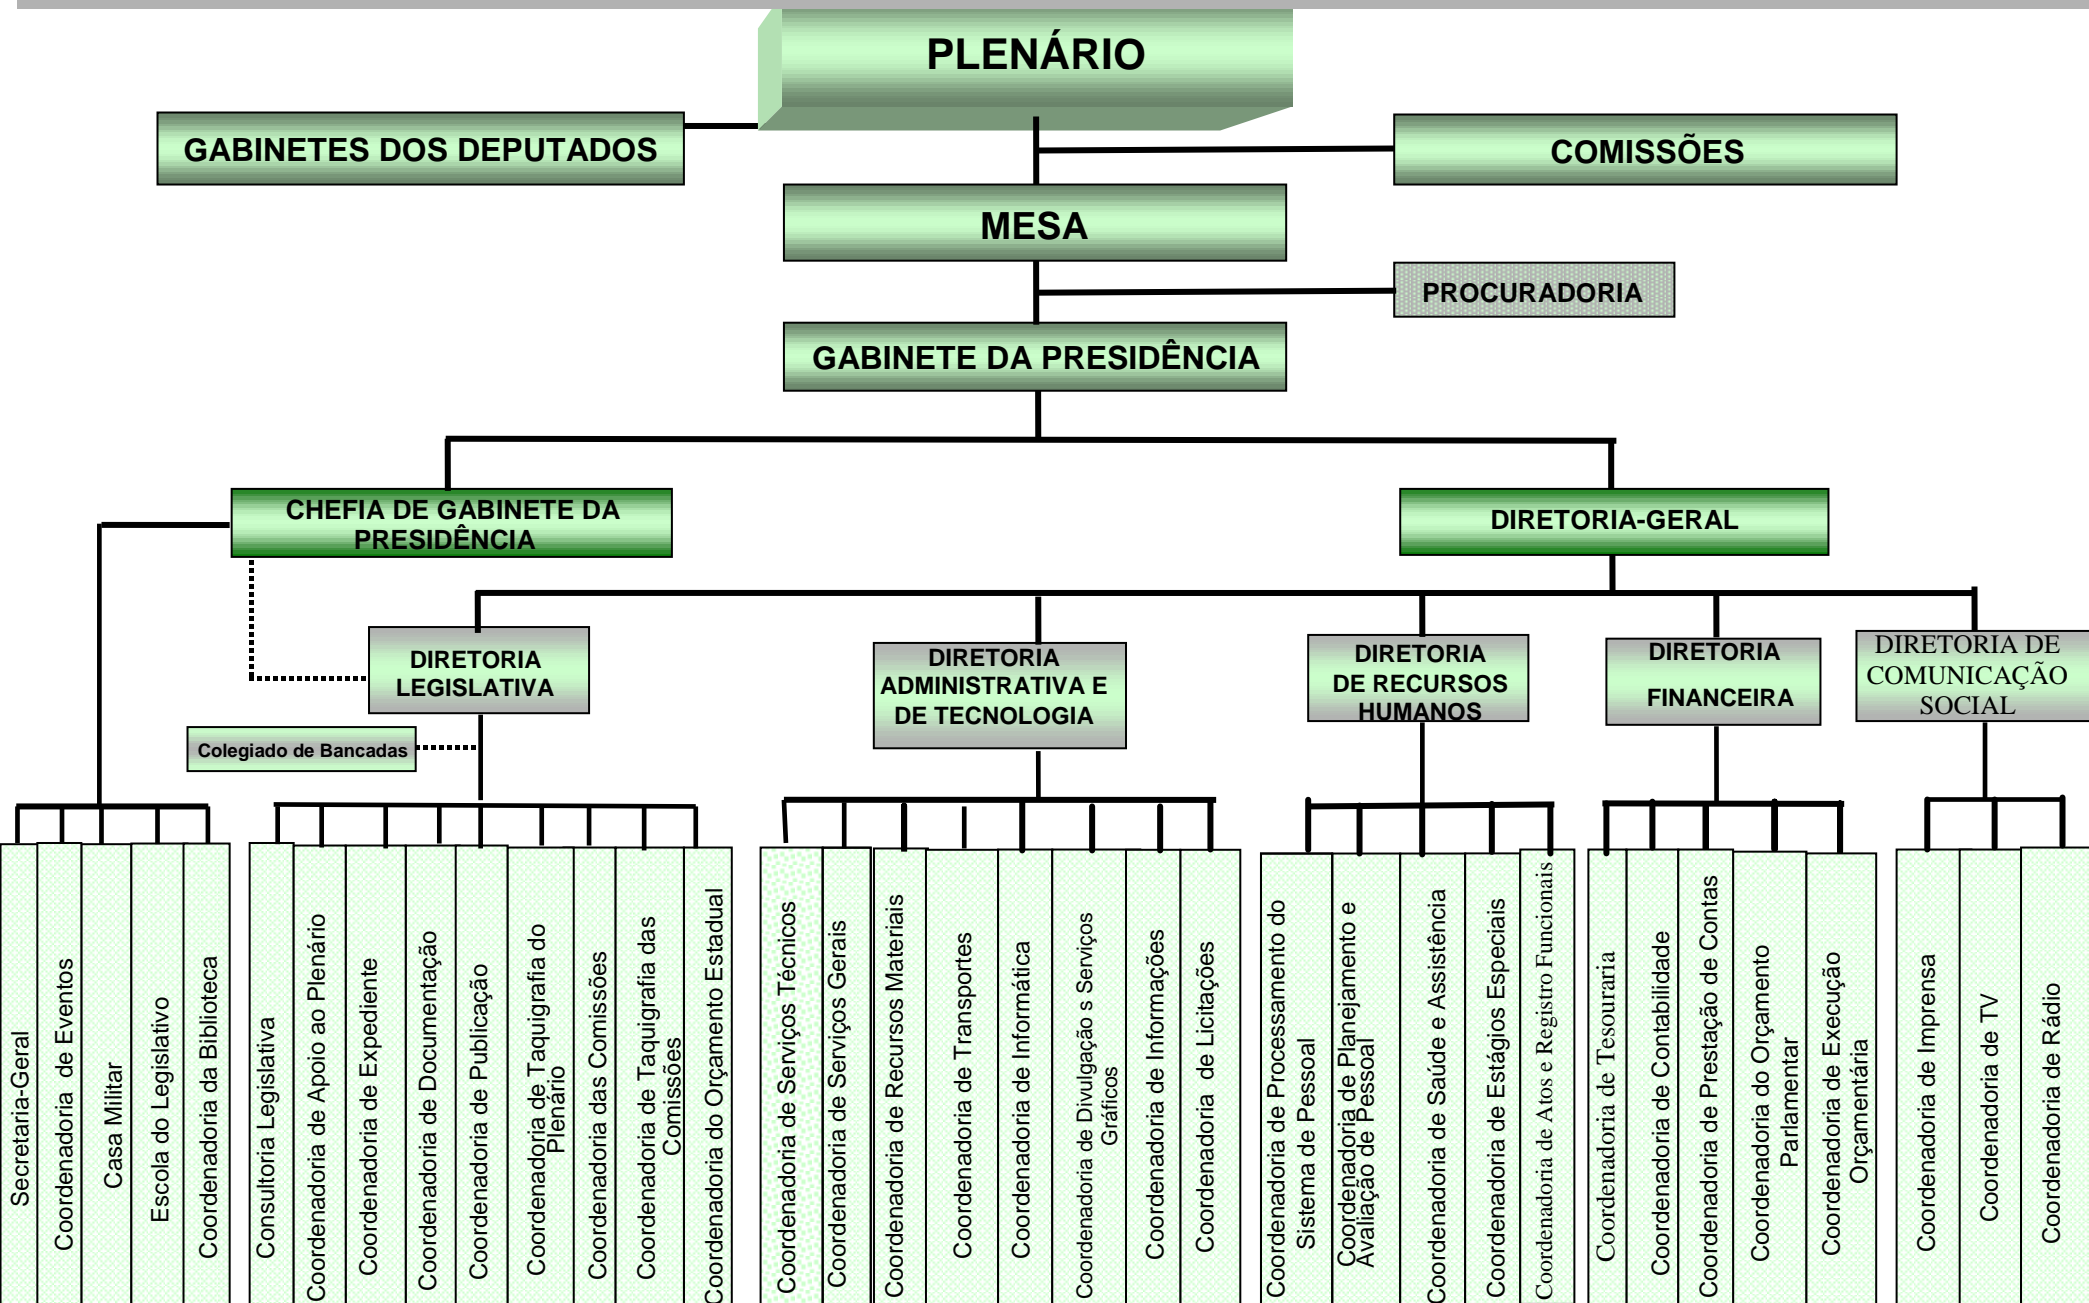 PLENÁRIO
GABINETES DOS DEPUTADOS
COMISSÕES
MESA
PROCURADORIA
GABINETE DA PRESIDÊNCIA
CHEFIA DE GABINETE DA
PRESIDÊNCIA
DIRETORIA-GERAL
DIRETORIA
LEGISLATIVA
DIRETORIA
ADMINISTRATIVA E
DE TECNOLOGIA
DIRETORIA
DE RECURSOS
HUMANOS
DIRETORIA
FINANCEIRA
DIRETORIA DE
COMUNICAÇÃO
SOCIAL
Colegiado de Bancadas
Secretaria-Geral
Coordenadoria de Eventos
Casa Militar
Escola do Legislativo
Coordenadoria da Biblioteca
Consultoria Legislativa
Coordenadoria de Apoio ao Plenário
Coordenadoria de Expediente
Coordenadoria de Documentação
Coordenadoria de Publicação
Coordenadoria de Taquigrafia do
Plenário
Coordenadoria das Comissões
Coordenadoria de Taquigrafia das
Comissões
Coordenadoria do Orçamento Estadual
Coordenadoria de Serviços Técnicos
Coordenadoria de Serviços Gerais
Coordenadoria de Recursos Materiais
Coordenadoria de Transportes
Coordenadoria de Informática
Coordenadoria de Divulgação s Serviços
Gráficos
Coordenadoria de Informações
Coordenadoria de Licitações
Coordenadoria de Processamento do
Sistema de Pessoal
Coordenadoria de Planejamento e
Avaliação de Pessoal
Coordenadoria de Saúde e Assistência
Coordenadoria de Estágios Especiais
Coordenadoria de Atos e Registro Funcionais
Coordenadoria de Tesouraria
Coordenadoria de Contabilidade
Coordenadoria de Prestação de Contas
Coordenadoria do Orçamento
Parlamentar
Coordenadoria de Execução
Orçamentária
Coordenadoria de Imprensa
Coordenadoria de TV
Coordenadoria de Rádio